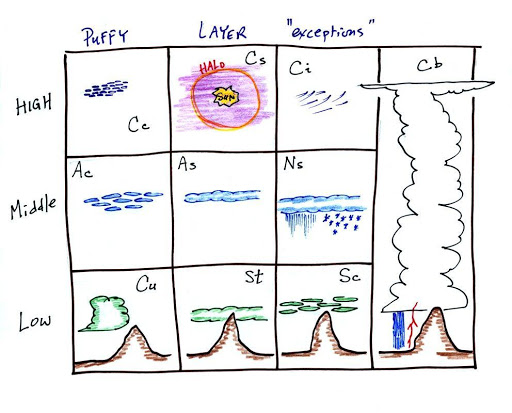 PUFFY LAYER "exceptions"
HIGH
Cc
HALO
SUN
Cs
Ci
Cb
Middle
Ac
As
Ns
Low
Cu
St
Sc